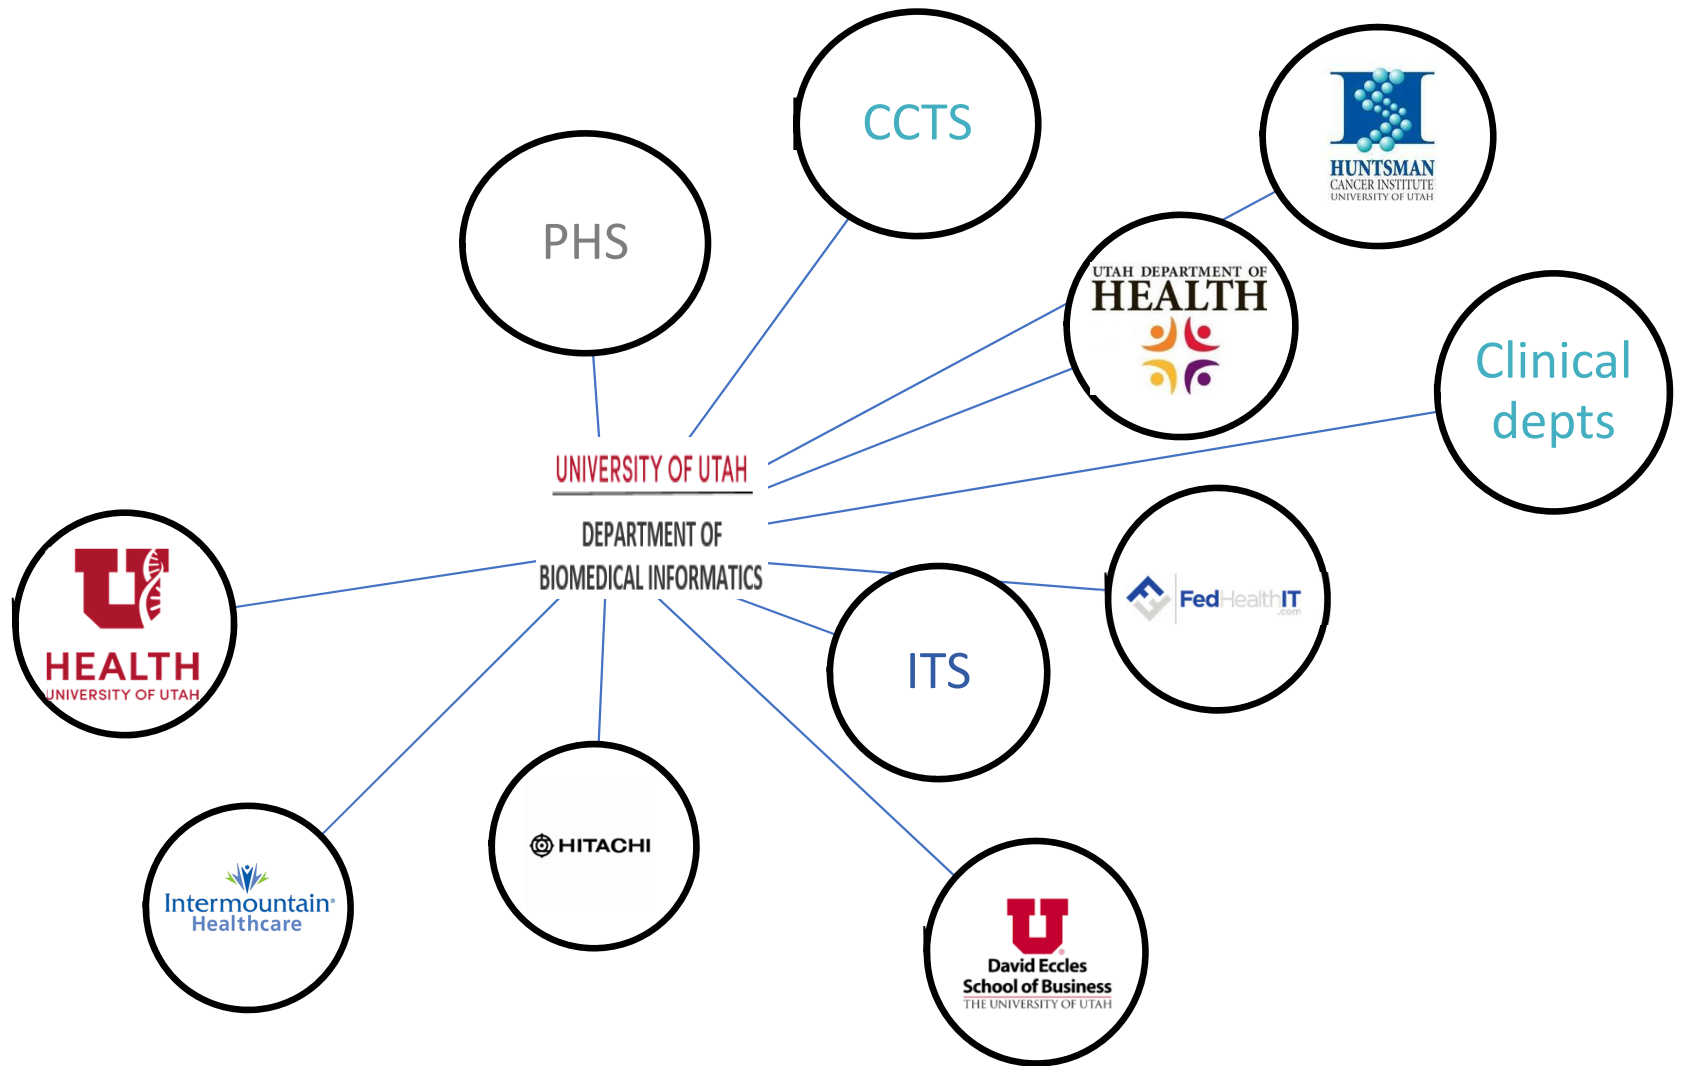 CCTS
HUNTSMAN
CANCER INSTITUTE
UNIVERSITY OF UTAH
PHS
UTAH DEPARTMENT OF
HEALTH
Clinical
depts
UNIVERSITY OF UTAH
DEPARTMENT OF
BIOMEDICAL INFORMATICS
HEALTH
UNIVERSITY OF UTAH
FedHealthIT
.com
ITS
HITACHI
Intermountain®
Healthcare
David Eccles
School of Business
THE UNIVERSITY OF UTAH